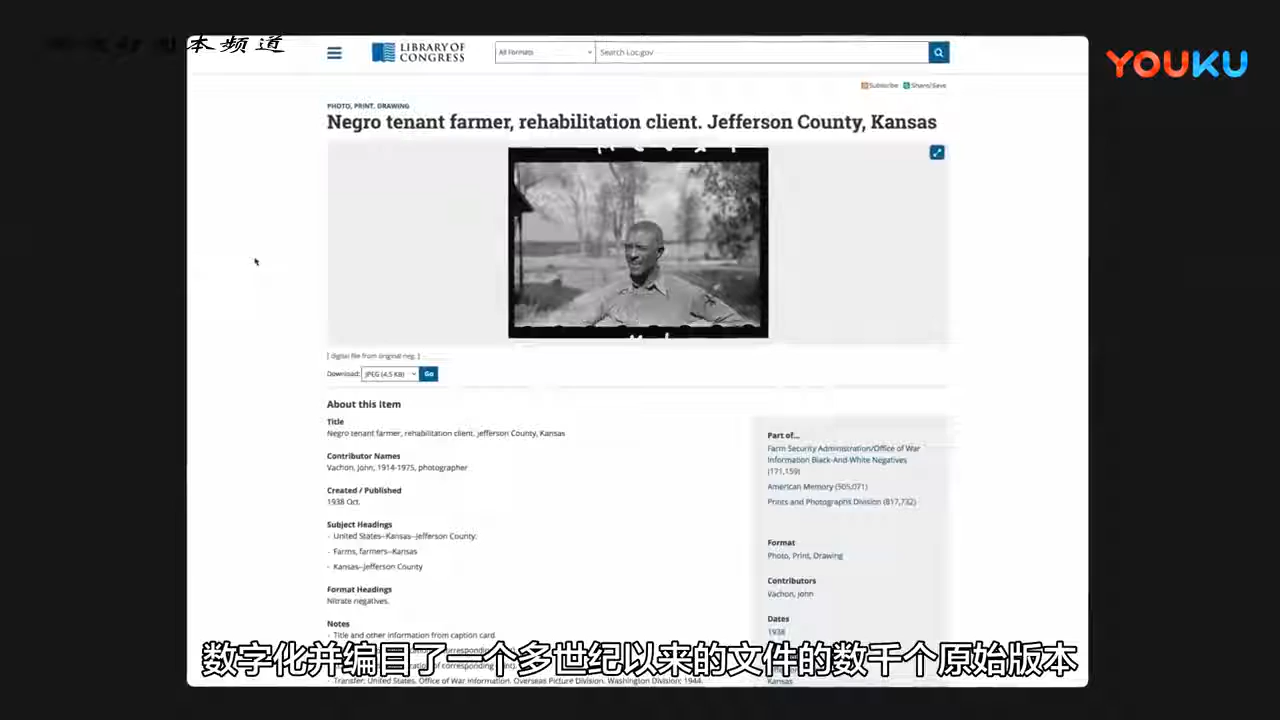 本频道
LIBRARY OF
CONGRESS
All Formats
Search Loc.gov
YOUKU
Subscribe
Share/Save
PHOTO, PRINT, DRAWING
Negro tenant farmer, rehabilitation client. Jefferson County, Kansas
[ digital file from original neg. ]
Download: JPEG (4.5 KB) Go
About this Item
Title
Negro tenant farmer, rehabilitation client. Jefferson County, Kansas
Contributor Names
Vachon, John, 1914-1975, photographer
Created / Published
1938 Oct.
Subject Headings
- United States--Kansas--Jefferson County.
- Farms, farmers--Kansas
- Kansas--Jefferson County
Format Headings
Nitrate negatives.
Notes
- Title and other information from caption card.
- Transfer; United States. Office of War Information. Overseas Picture Division. Washington Division; 1944.
Part of...
Farm Security Administration/Office of War
Information Black-And-White Negatives
(171,159)
American Memory (505,071)
Prints and Photographs Division (817,732)
Format
Photo, Print, Drawing
Contributors
Vachon, John
Dates
1938
Kansas
数字化并编目了一个多世纪以来的文件的数千个原始版本